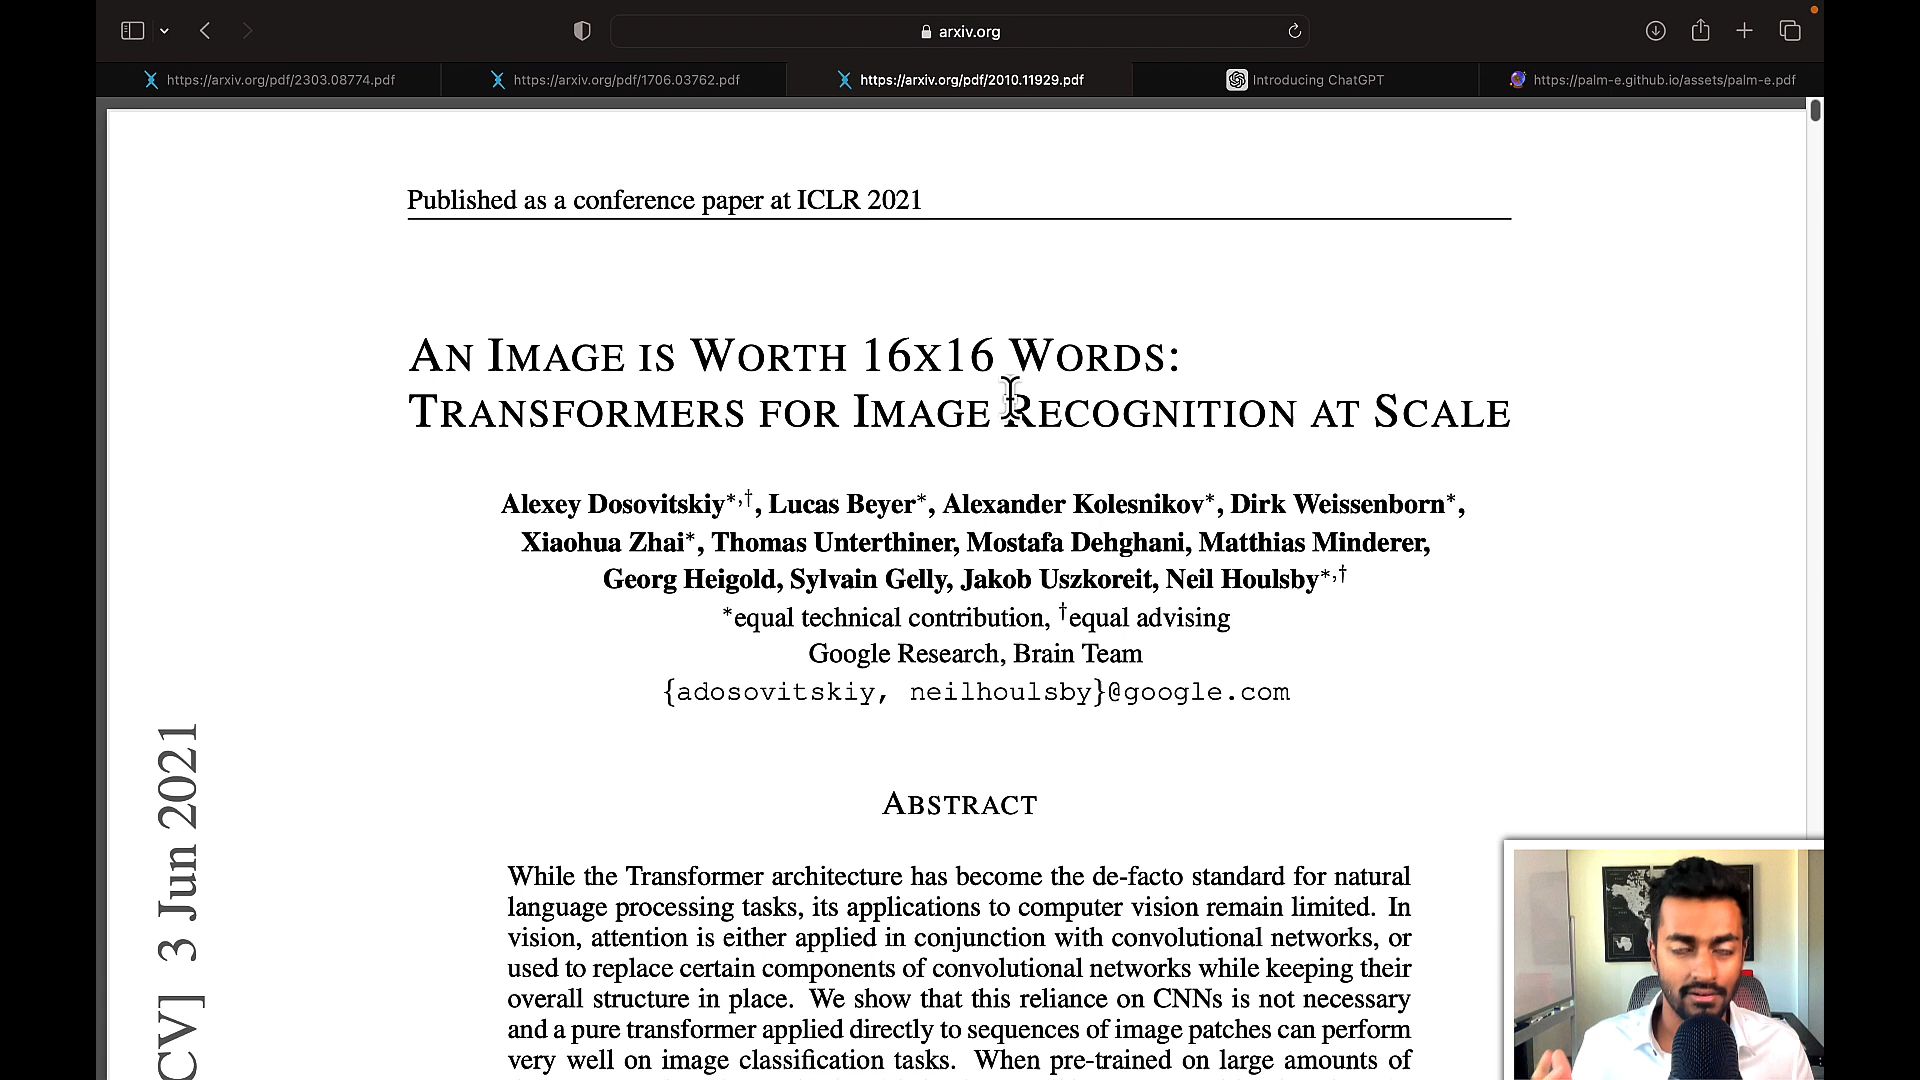 arxiv.org
https://arxiv.org/pdf/2303.08774.pdf
https://arxiv.org/pdf/1706.03762.pdf
https://arxiv.org/pdf/2010.11929.pdf
Introducing ChatGPT
https://palm-e.github.io/assets/palm-e.pdf
Published as a conference paper at ICLR 2021
AN IMAGE IS WORTH 16X16 WORDS:
TRANSFORMERS FOR IMAGE RECOGNITION AT SCALE
Alexey Dosovitskiy*,†, Lucas Beyer*, Alexander Kolesnikov*, Dirk Weissenborn*,
Xiaohua Zhai*, Thomas Unterthiner, Mostafa Dehghani, Matthias Minderer,
Georg Heigold, Sylvain Gelly, Jakob Uszkoreit, Neil Houlsby*,†
*equal technical contribution, †equal advising
Google Research, Brain Team
{adosovitskiy, neilhoulsby}@google.com
ABSTRACT
While the Transformer architecture has become the de-facto standard for natural
language processing tasks, its applications to computer vision remain limited. In
vision, attention is either applied in conjunction with convolutional networks, or
used to replace certain components of convolutional networks while keeping their
overall structure in place. We show that this reliance on CNNs is not necessary
and a pure transformer applied directly to sequences of image patches can perform
very well on image classification tasks. When pre-trained on large amounts of
CV] 3 Jun 2021